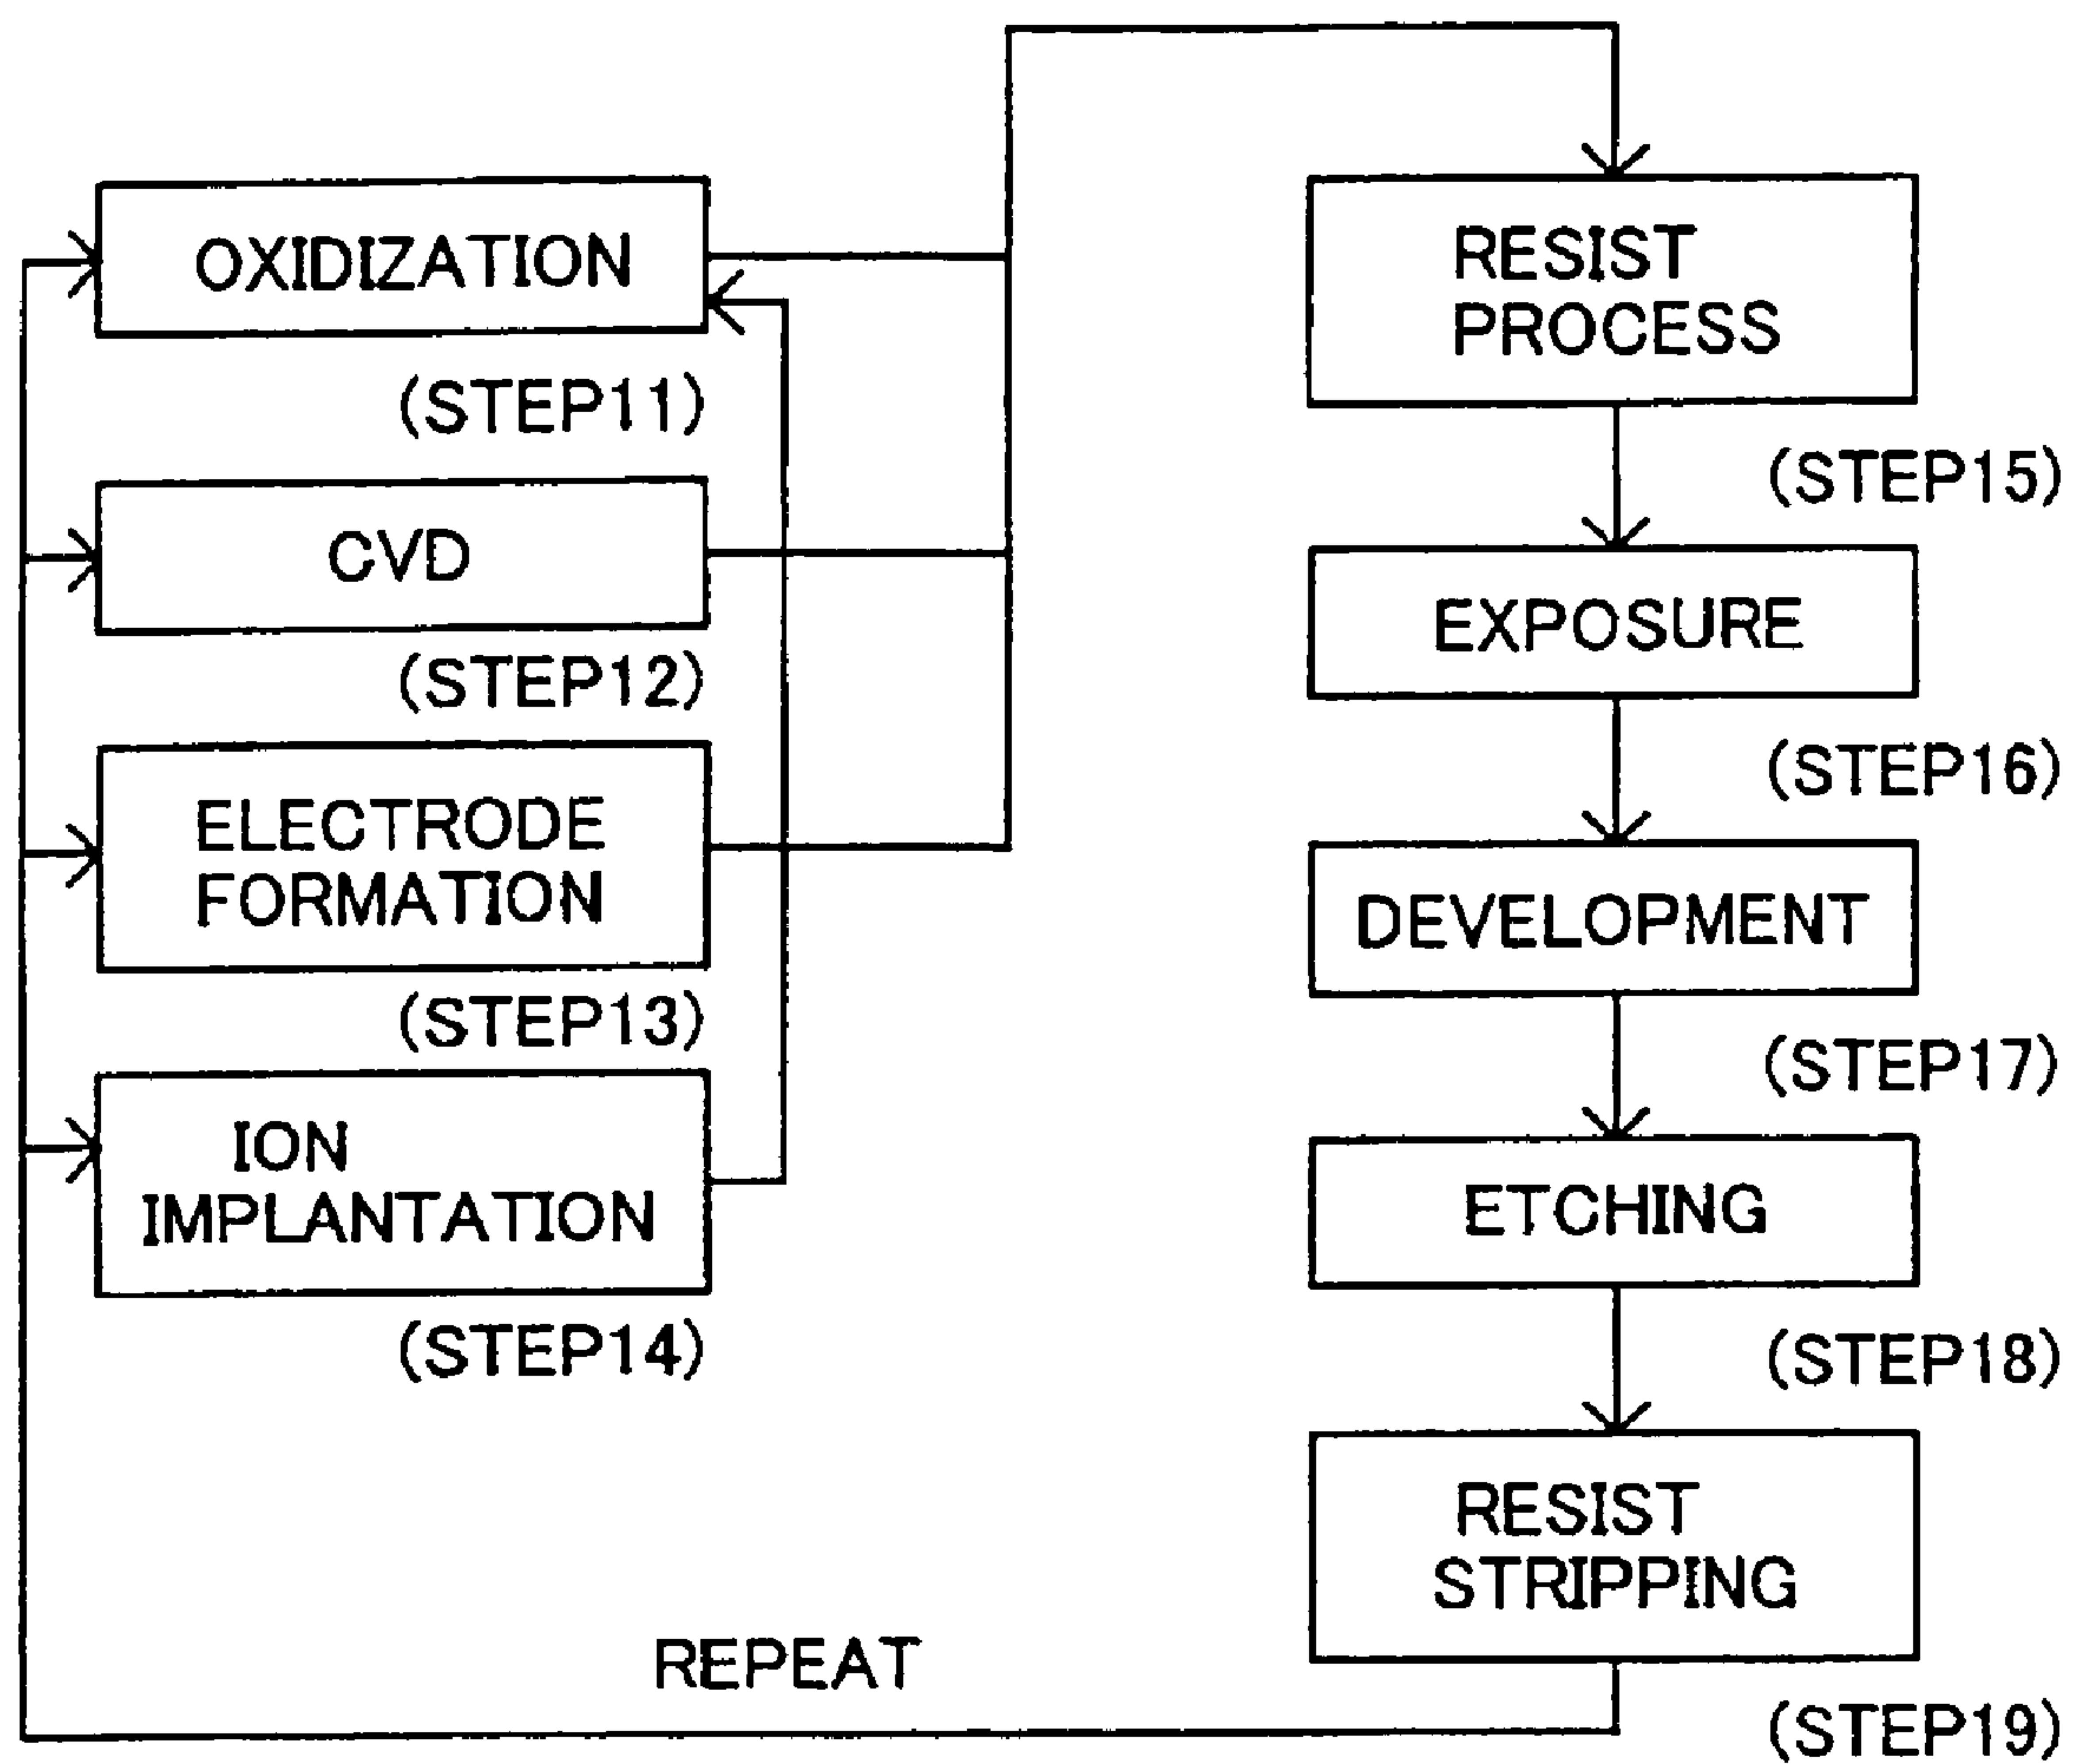 OXIDIZATION
(STEP11)
CVD
(STEP12)
ELECTRODE
FORMATION
(STEP13)
ION
IMPLANTATION
(STEP14)
RESIST
PROCESS
(STEP15)
EXPOSURE
(STEP16)
DEVELOPMENT
(STEP17)
ETCHING
(STEP18)
RESIST
STRIPPING
(STEP19)
REPEAT